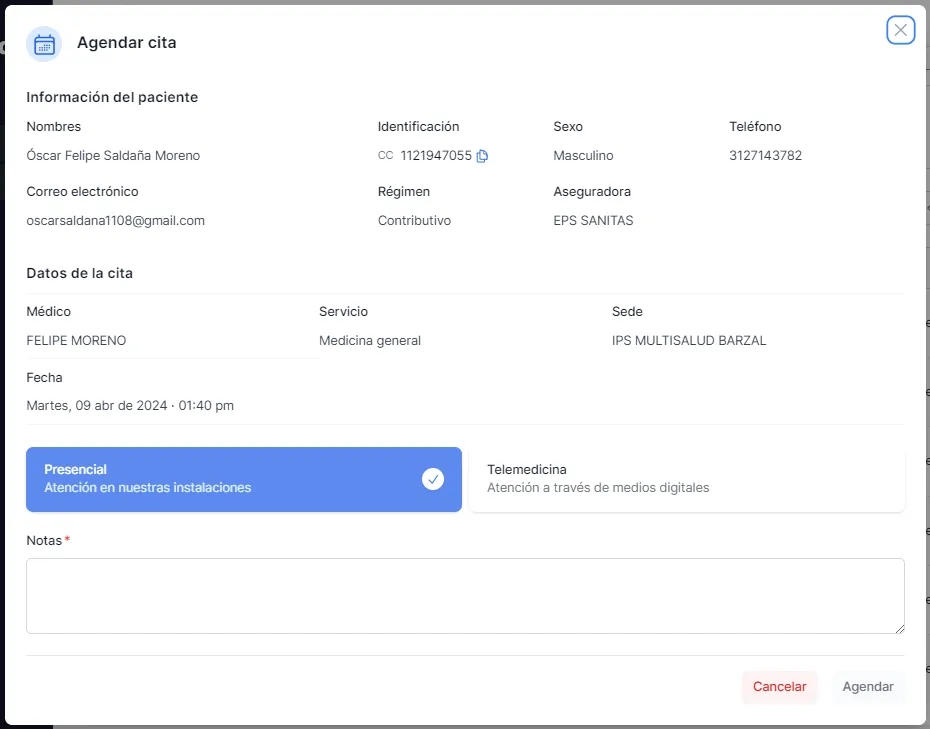 Agendar cita
Información del paciente
Nombres Identificación Sexo Teléfono
Óscar Felipe Saldaña Moreno CC 1121947055 Masculino 3127143782
Correo electrónico Régimen Aseguradora
oscarsaldana1108@gmail.com Contributivo EPS SANITAS
Datos de la cita
Médico Servicio Sede
FELIPE MORENO Medicina general IPS MULTISALUD BARZAL
Fecha
Martes, 09 abr de 2024 · 01:40 pm
Presencial Telemedicina
Atención en nuestras instalaciones Atención a través de medios digitales
Notas *
Cancelar Agendar